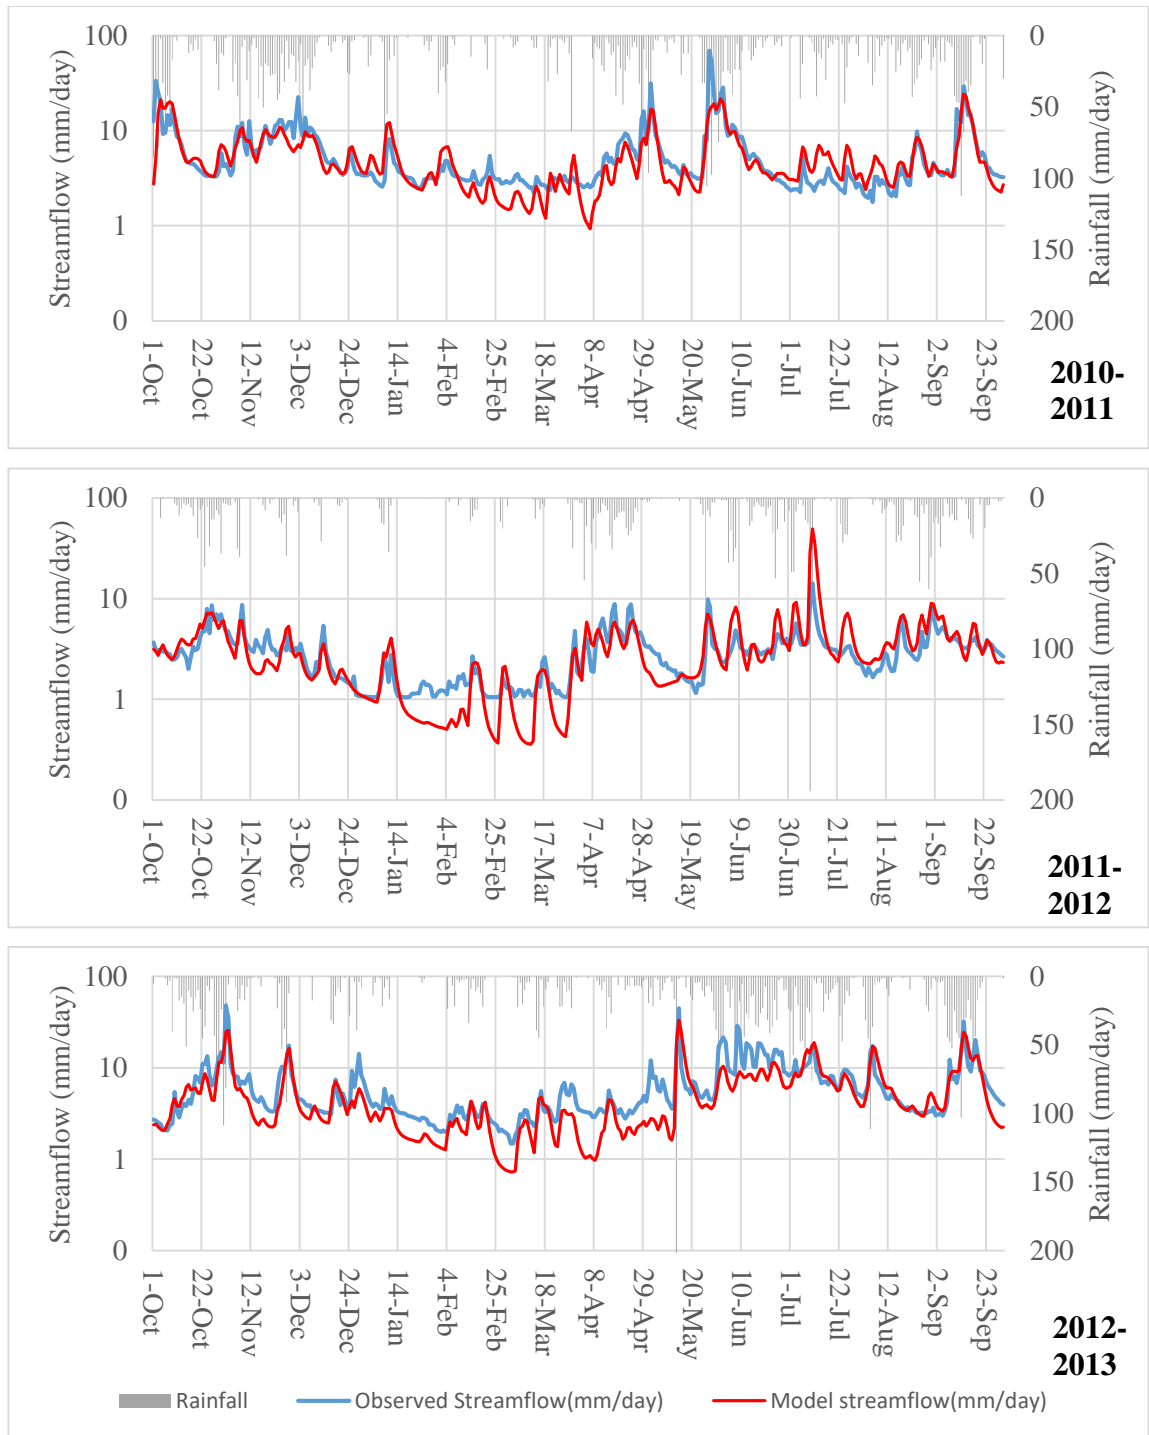 Streamflow (mm/day)
100
10
1
0
0
50
100
150
200
Rainfall (mm/day)
1-Oct
22-Oct
12-Nov
3-Dec
24-Dec
14-Jan
4-Feb
25-Feb
18-Mar
8-Apr
29-Apr
20-May
10-Jun
1-Jul
22-Jul
12-Aug
2-Sep
23-Sep
2010-
2011
Streamflow (mm/day)
100
10
1
0
0
50
100
150
200
Rainfall (mm/day)
1-Oct
22-Oct
12-Nov
3-Dec
24-Dec
14-Jan
4-Feb
25-Feb
17-Mar
7-Apr
28-Apr
19-May
9-Jun
30-Jun
21-Jul
11-Aug
1-Sep
22-Sep
2011-
2012
Streamflow (mm/day)
100
10
1
0
0
50
100
150
200
Rainfall (mm/day)
1-Oct
22-Oct
12-Nov
3-Dec
24-Dec
14-Jan
4-Feb
25-Feb
18-Mar
8-Apr
29-Apr
20-May
10-Jun
1-Jul
22-Jul
12-Aug
2-Sep
23-Sep
2012-
2013
Rainfall Observed Streamflow(mm/day) Model streamflow(mm/day)